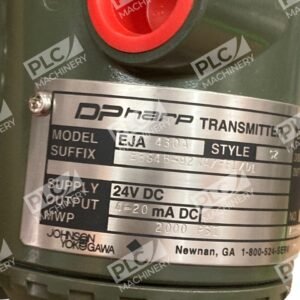 DPharp TRANSMITTER
MODEL EJA 430A STYLE
SUFFIX
SUPPLY 24V DC
OUTPUT 4-20 mA DC
MWP 2000 PSI
JOHNSON
YOKOGAWA
Newnan, GA 1-800-524-SERV
PLC
MACHINERY